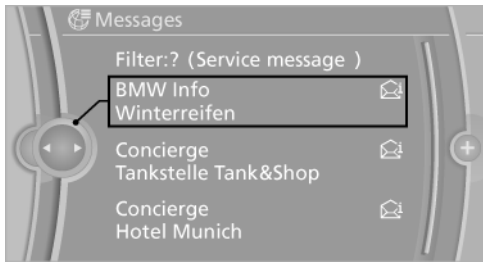 Messages
Filter:? (Service message )
BMW Info
Winterreifen
Concierge
Tankstelle Tank&Shop
Concierge
Hotel Munich